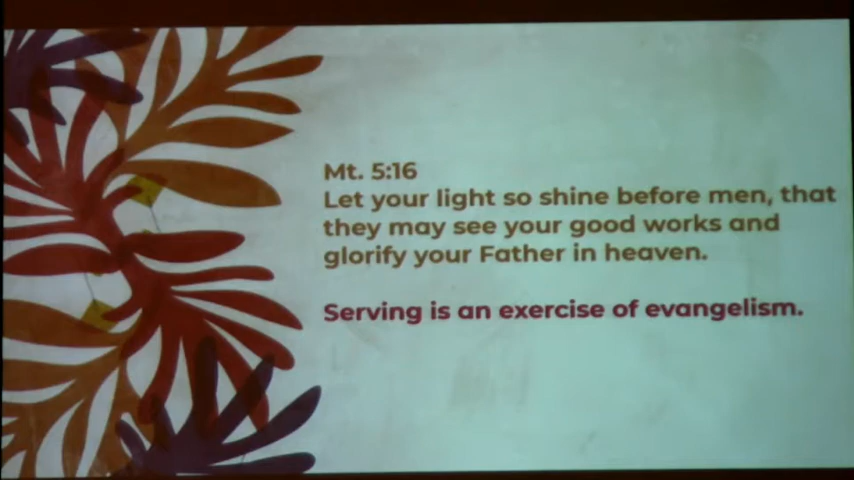 Mt. 5:16
Let your light so shine before men, that
they may see your good works and
glorify your Father in heaven.
Serving is an exercise of evangelism.